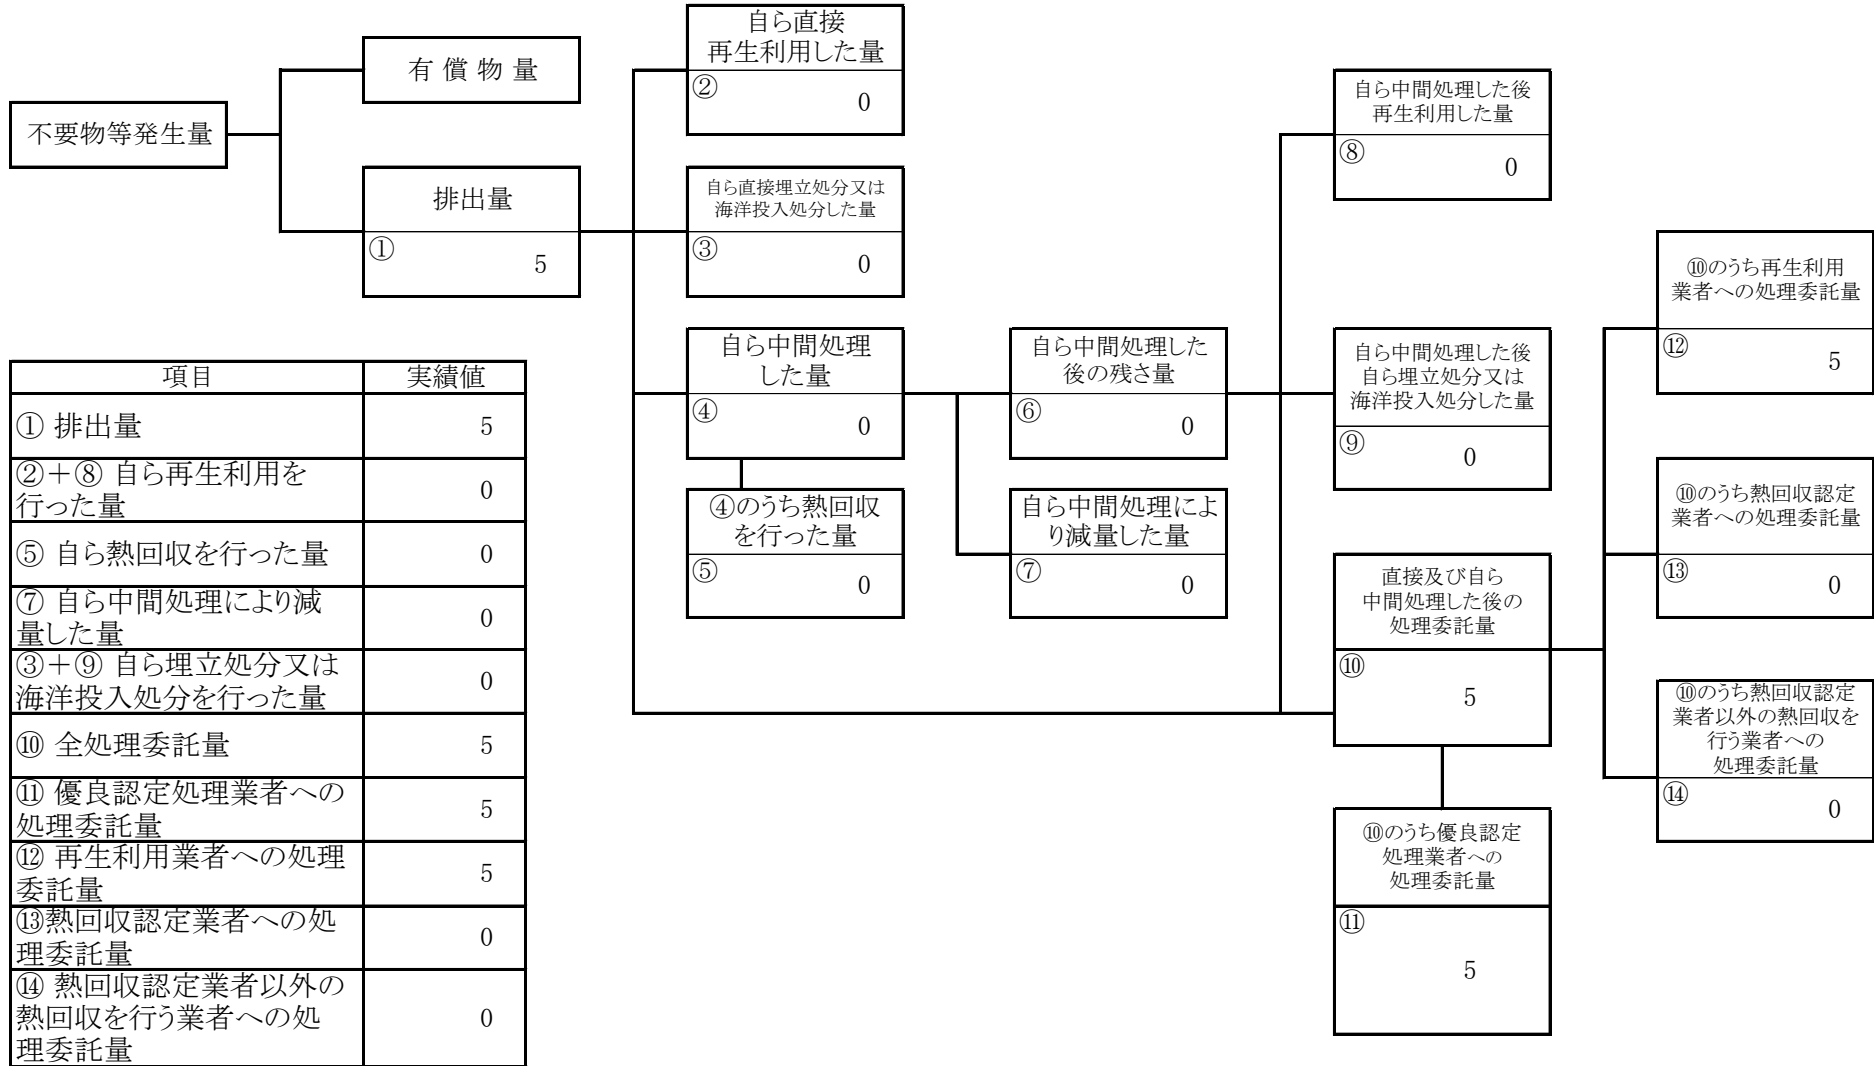 不要物等発生量
有償物量
排出量
①
5
自ら直接
再生利用した量
②
0
自ら直接埋立処分又は
海洋投入処分した量
③
0
自ら中間処理
した量
④
0
④のうち熱回収
を行った量
⑤
0
自ら中間処理した
後の残さ量
⑥
0
自ら中間処理によ
り減量した量
⑦
0
自ら中間処理した後
再生利用した量
⑧
0
自ら中間処理した後
自ら埋立処分又は
海洋投入処分した量
⑨
0
直接及び自ら
中間処理した後の
処理委託量
⑩
5
⑩のうち優良認定
処理業者への
処理委託量
⑪
5
⑩のうち再生利用
業者への処理委託量
⑫
5
⑩のうち熱回収認定
業者への処理委託量
⑬
0
⑩のうち熱回収認定
業者以外の熱回収を
行う業者への
処理委託量
⑭
0
項目 実績値
① 排出量 5
②＋⑧ 自ら再生利用を
行った量 0
⑤ 自ら熱回収を行った量 0
⑦ 自ら中間処理により減
量した量 0
③＋⑨ 自ら埋立処分又は
海洋投入処分を行った量 0
⑩ 全処理委託量 5
⑪ 優良認定処理業者への
処理委託量 5
⑫ 再生利用業者への処理
委託量 5
⑬熱回収認定業者への処
理委託量 0
⑭ 熱回収認定業者以外の
熱回収を行う業者への処
理委託量 0